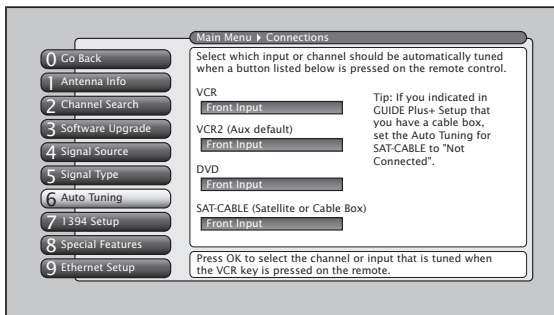 Main Menu Connections
0 Go Back
1 Antenna Info
2 Channel Search
3 Software Upgrade
4 Signal Source
5 Signal Type
6 Auto Tuning
7 1394 Setup
8 Special Features
9 Ethernet Setup
Select which input or channel should be automatically tuned
when a button listed below is pressed on the remote control.
VCR
Front Input
VCR2 (Aux default)
Front Input
DVD
Front Input
SAT-CABLE (Satellite or Cable Box)
Front Input
Tip: If you indicated in
GUIDE Plus+ Setup that
you have a cable box,
set the Auto Tuning for
SAT-CABLE to "Not
Connected".
Press OK to select the channel or input that is tuned when
the VCR key is pressed on the remote.